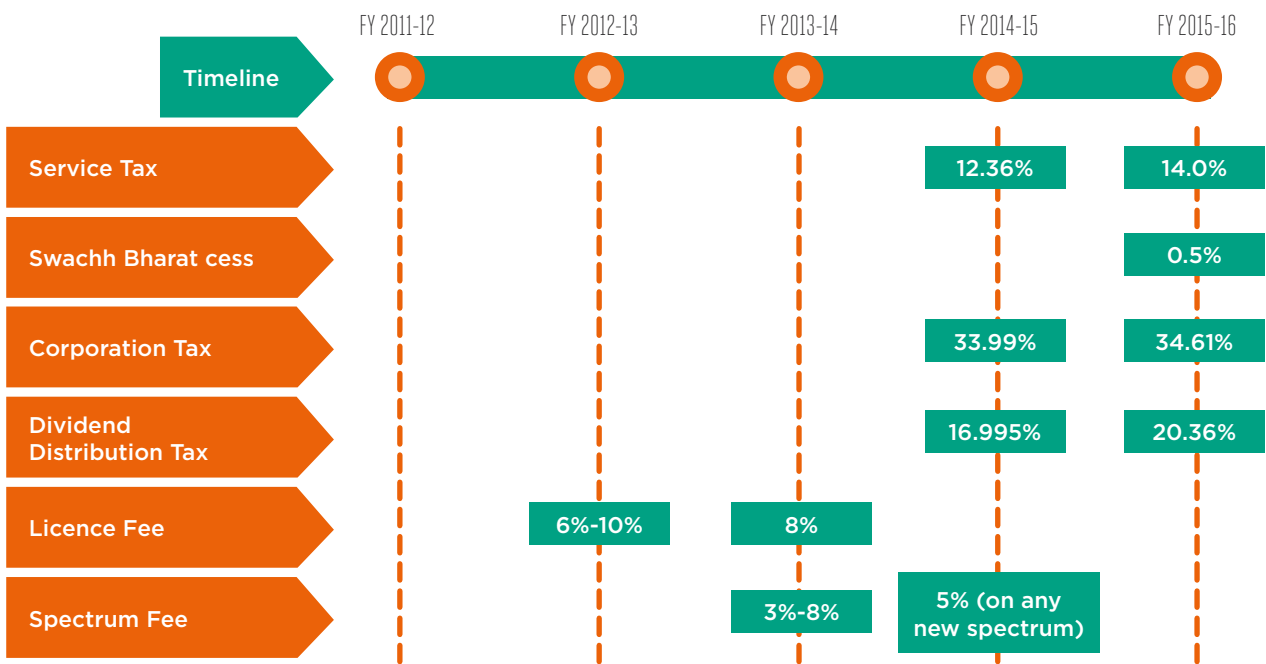 FY 2011-12 FY 2012-13 FY 2013-14 FY 2014-15 FY 2015-16
Timeline
Service Tax 12.36% 14.0%
Swachh Bharat cess 0.5%
Corporation Tax 33.99% 34.61%
Dividend
Distribution Tax 16.995% 20.36%
Licence Fee 6%-10% 8%
Spectrum Fee 3%-8% 5% (on any
new spectrum)